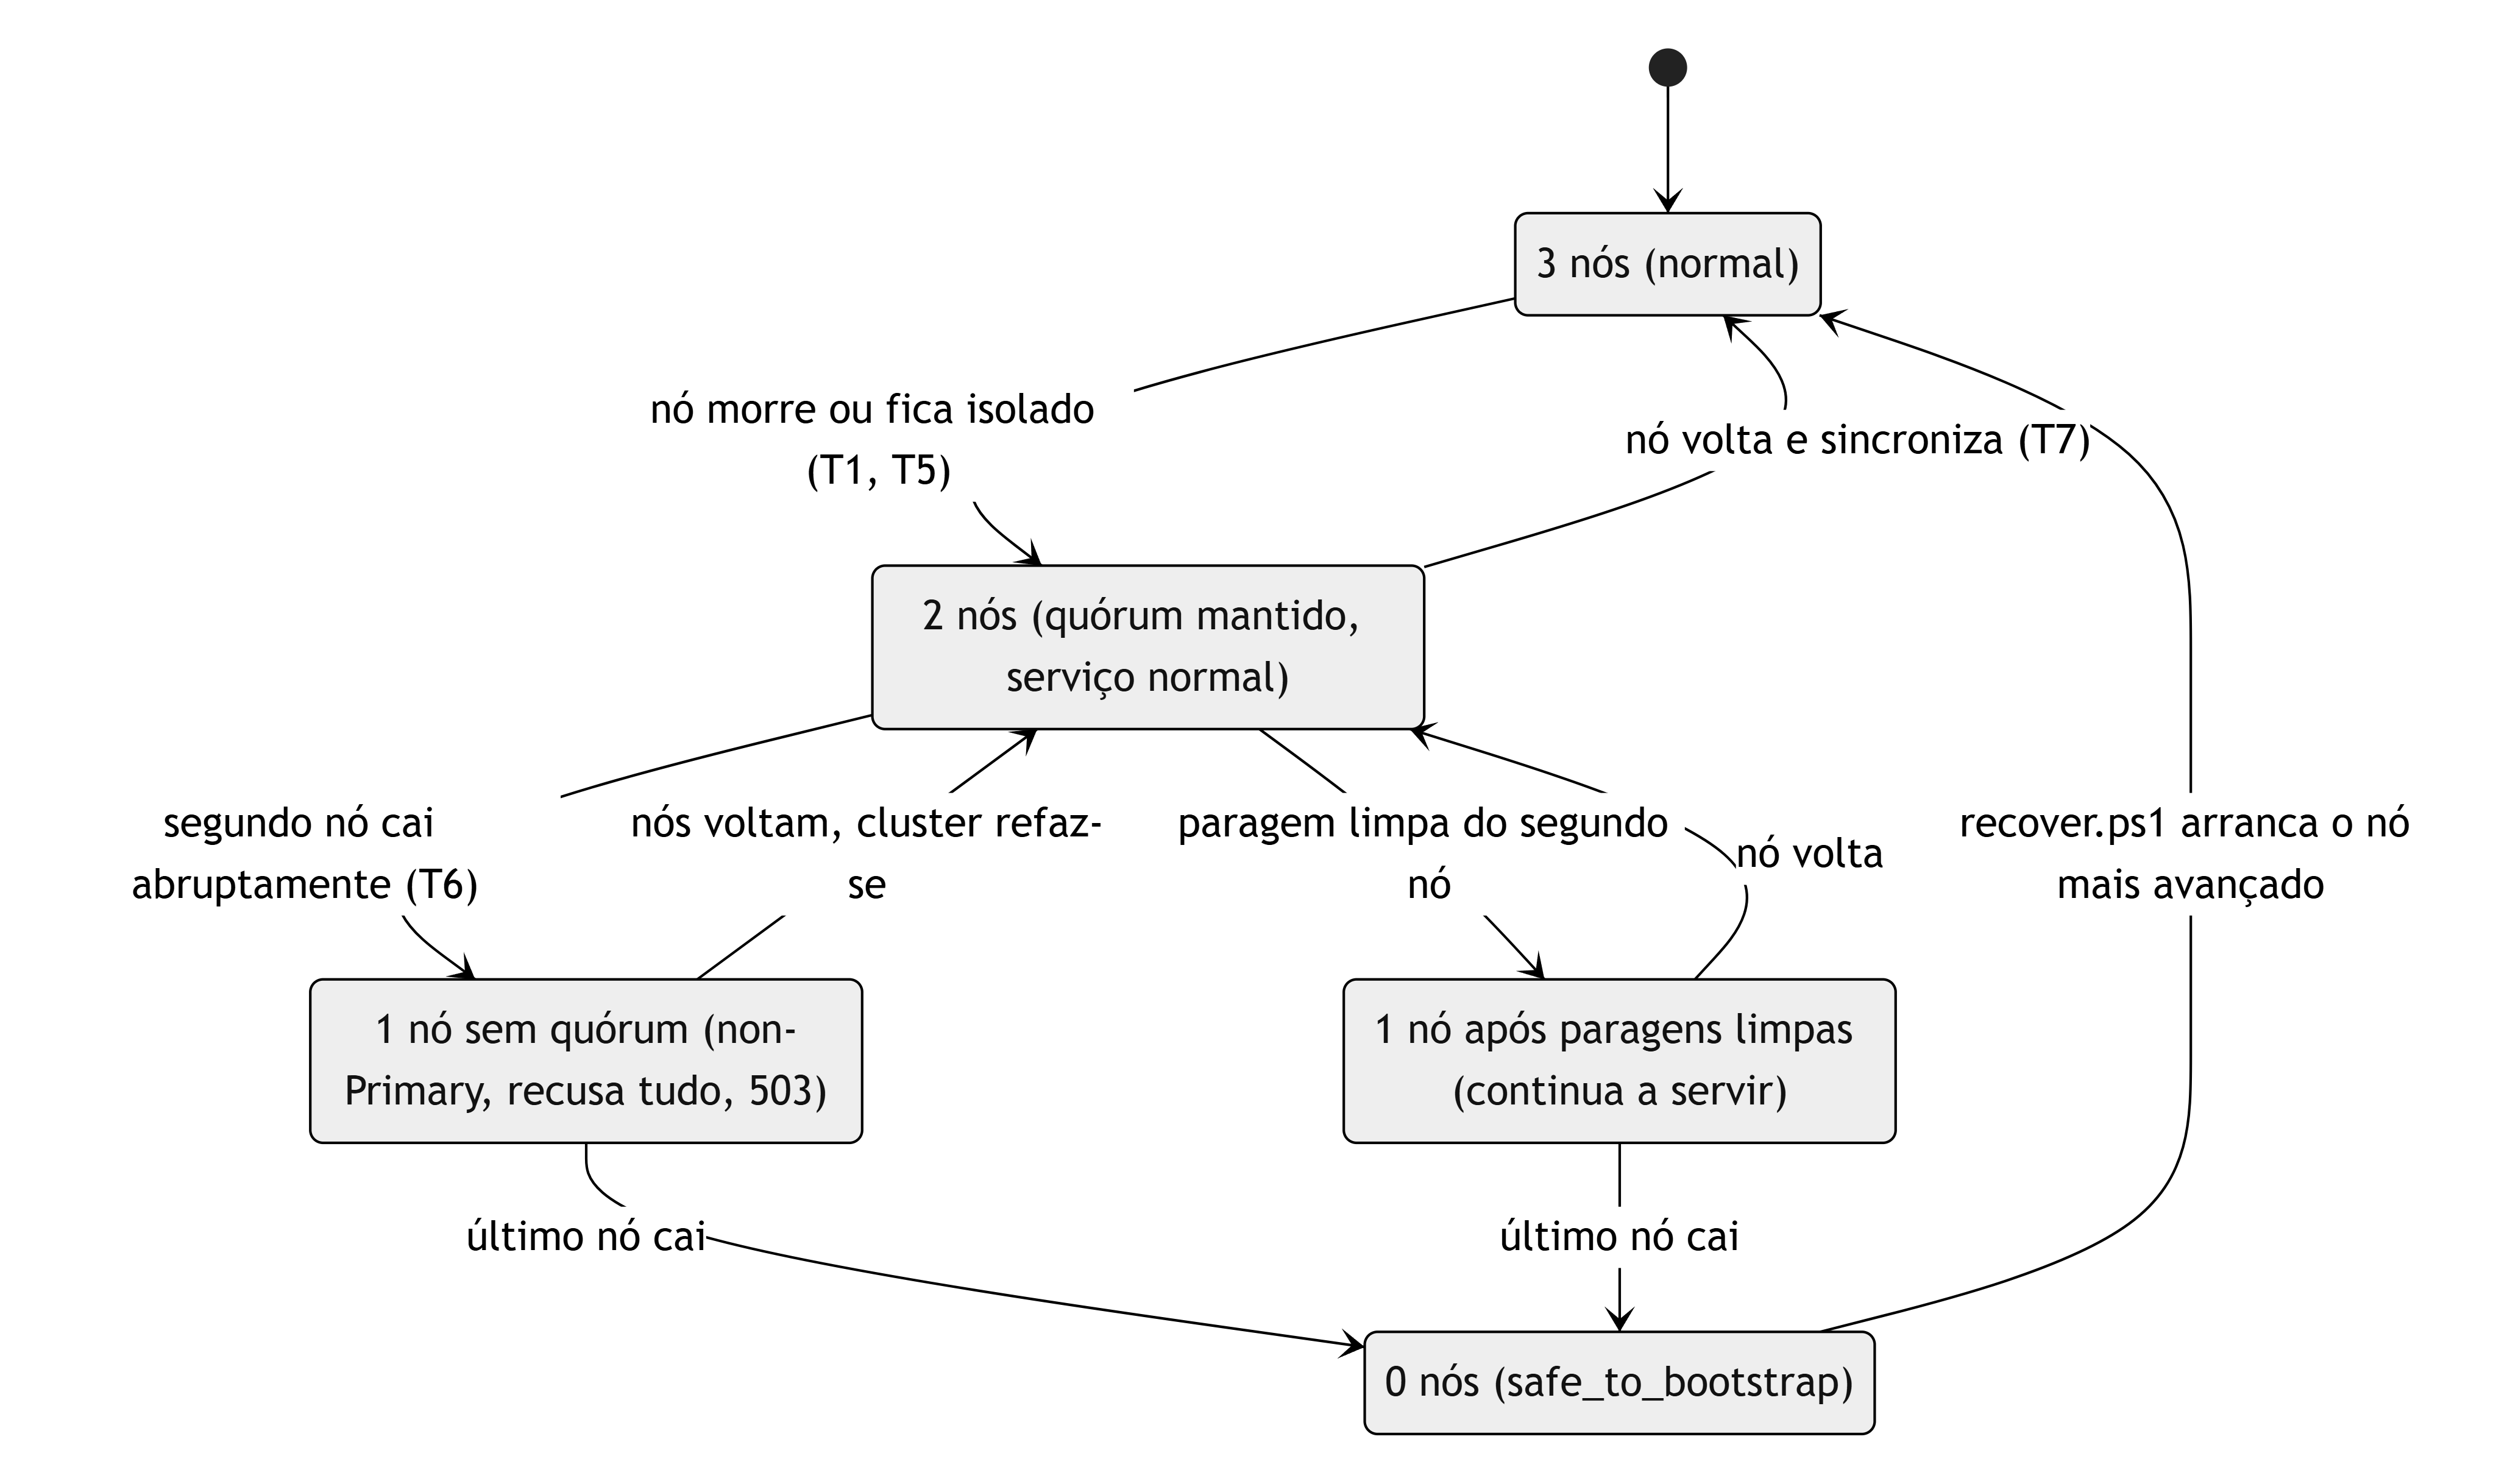 3 nós (normal)
nó morre ou fica isolado
(T1, T5)
nó volta e sincroniza (T7)
2 nós (quórum mantido,
serviço normal)
segundo nó cai
abruptamente (T6)
nós voltam, cluster refaz-
se
paragem limpa do segundo
nó
nó volta
recover.ps1 arranca o nó
mais avançado
1 nó sem quórum (non-
Primary, recusa tudo, 503)
1 nó após paragens limpas
(continua a servir)
último nó cai
último nó cai
0 nós (safe_to_bootstrap)